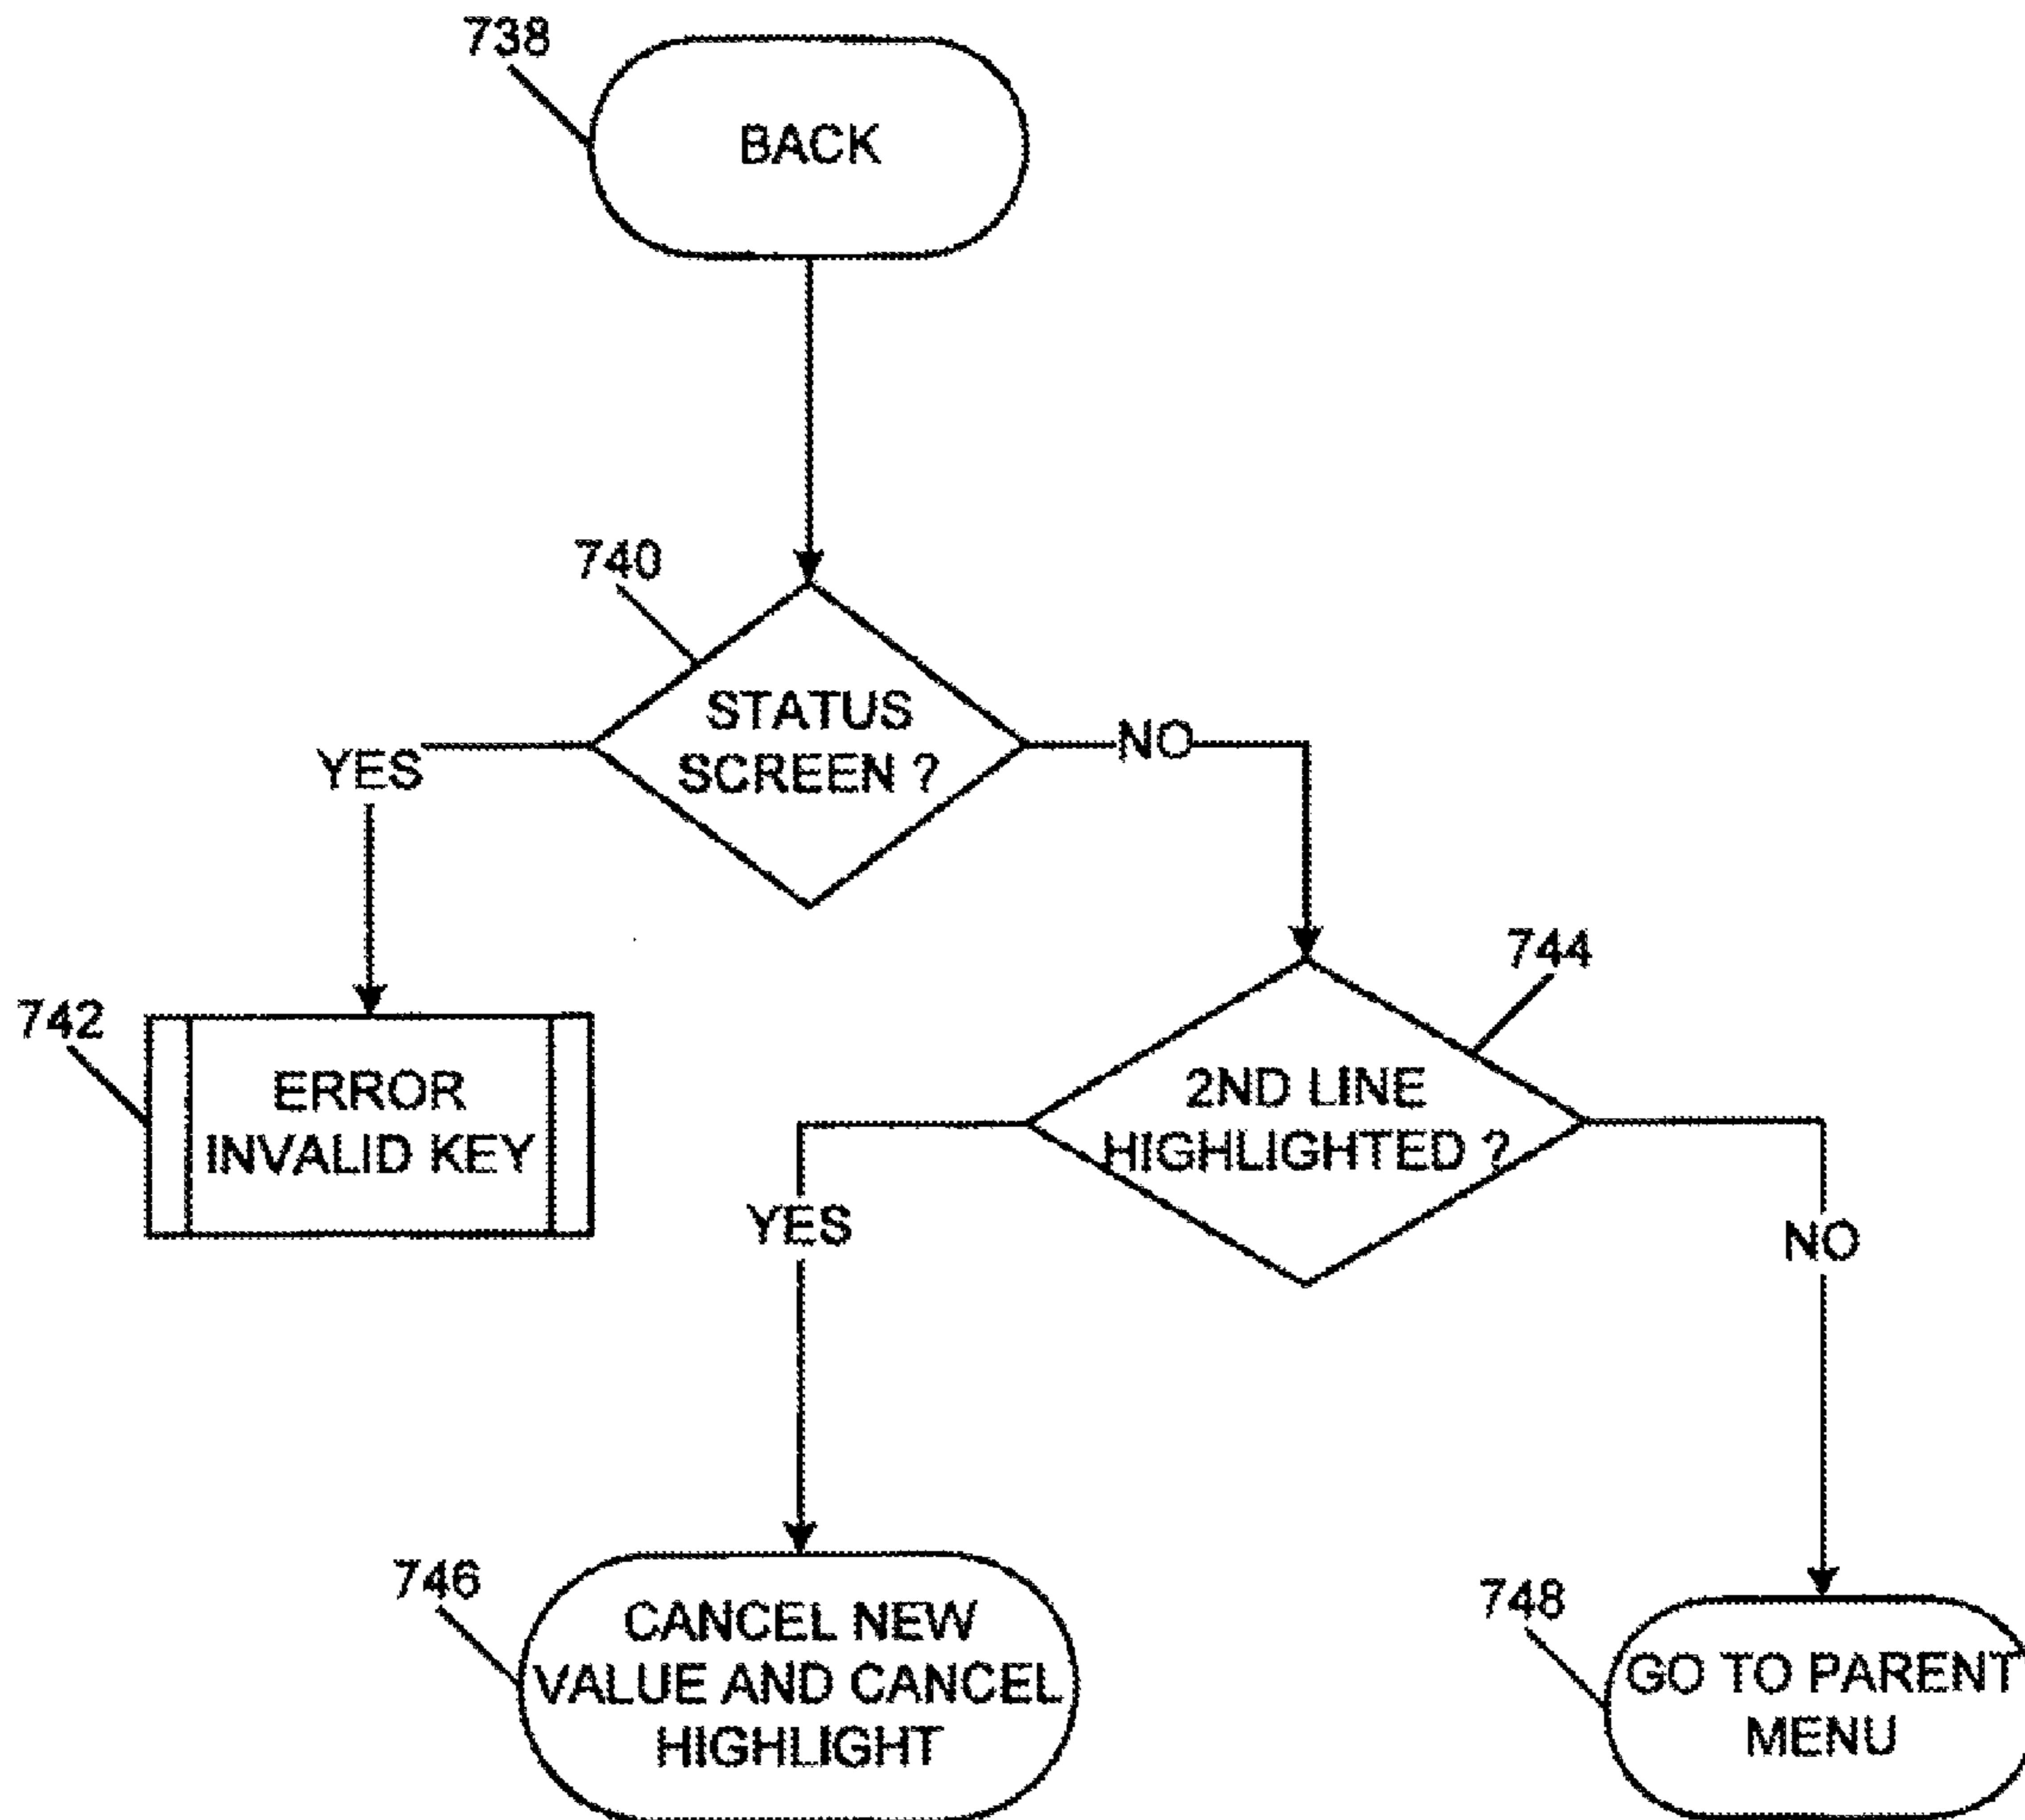 738
BACK
740
STATUS
SCREEN ?
YES
NO
742
ERROR
INVALID KEY
744
2ND LINE
HIGHLIGHTED ?
YES
NO
746
CANCEL NEW
VALUE AND CANCEL
HIGHLIGHT
748
GO TO PARENT
MENU